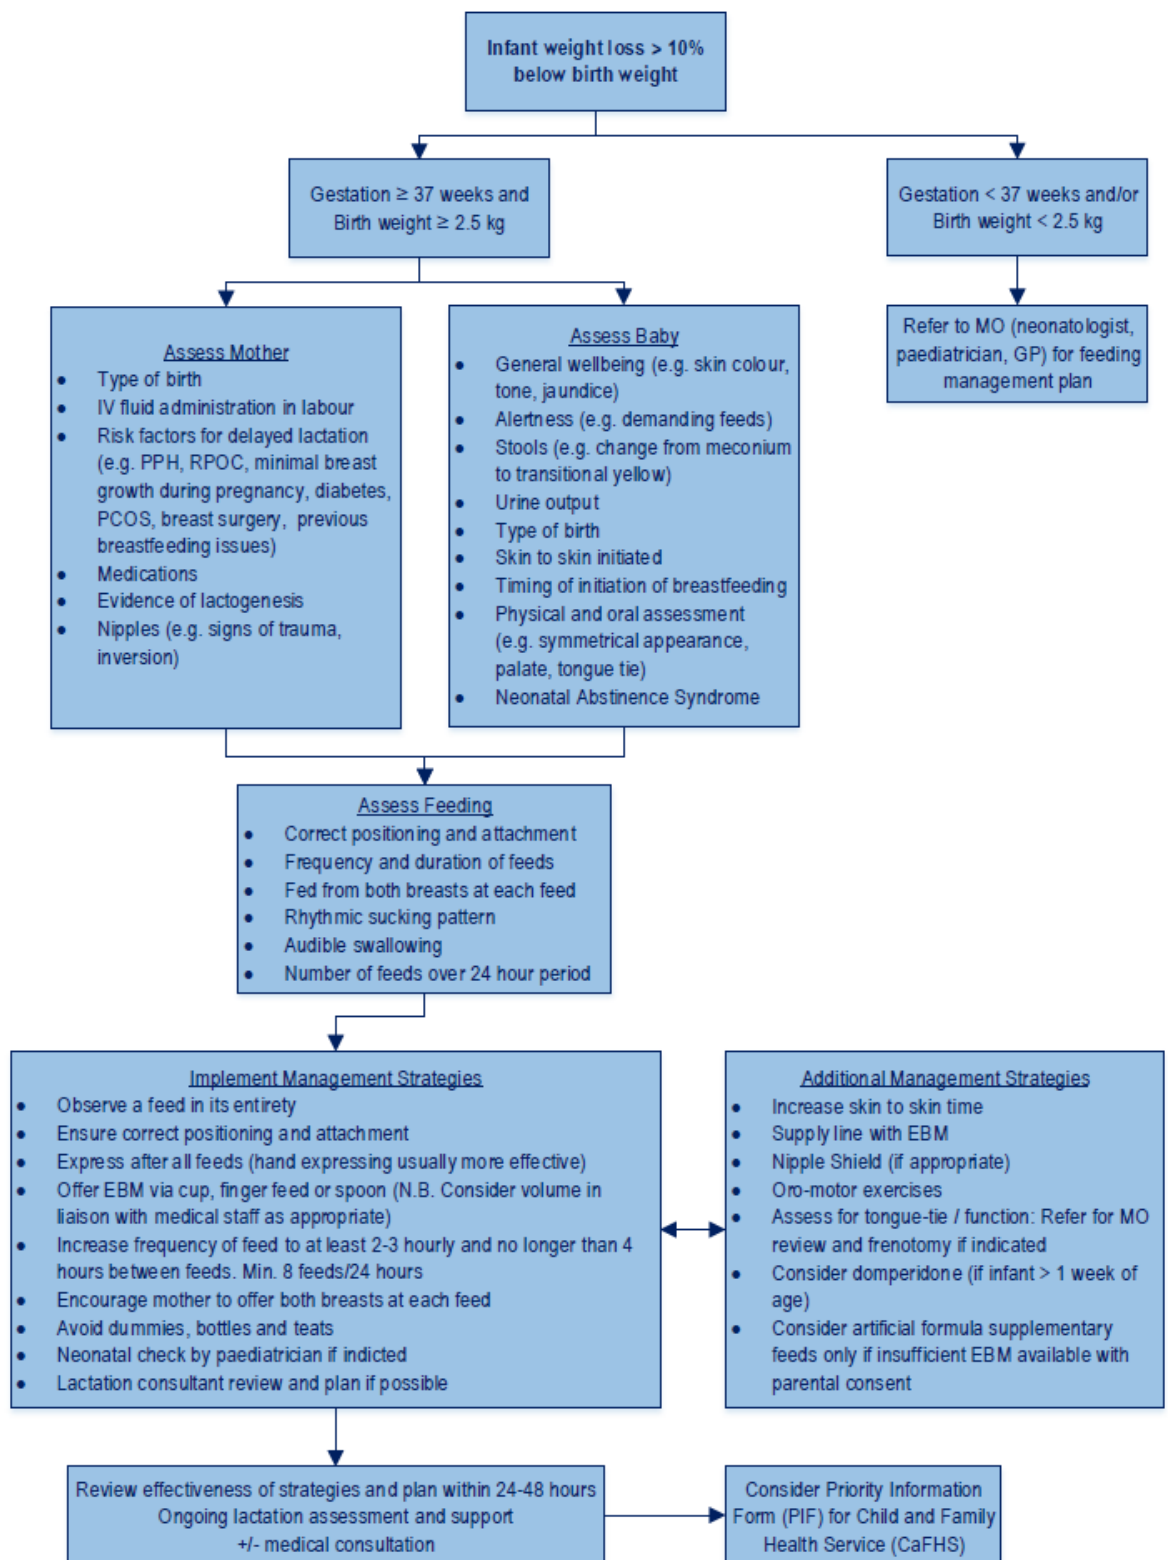 Infant weight loss > 10%
below birth weight
Gestation ≥ 37 weeks and
Birth weight ≥ 2.5 kg
Gestation < 37 weeks and/or
Birth weight < 2.5 kg
Refer to MO (neonatologist,
paediatrician, GP) for feeding
management plan
Assess Mother
● Type of birth
● IV fluid administration in labour
● Risk factors for delayed lactation
(e.g. PPH, RPOC, minimal breast
growth during pregnancy, diabetes,
PCOS, breast surgery, previous
breastfeeding issues)
● Medications
● Evidence of lactogenesis
● Nipples (e.g. signs of trauma,
inversion)
Assess Baby
● General wellbeing (e.g. skin colour,
tone, jaundice)
● Alertness (e.g. demanding feeds)
● Stools (e.g. change from meconium
to transitional yellow)
● Urine output
● Type of birth
● Skin to skin initiated
● Timing of initiation of breastfeeding
● Physical and oral assessment
(e.g. symmetrical appearance,
palate, tongue tie)
● Neonatal Abstinence Syndrome
Assess Feeding
● Correct positioning and attachment
● Frequency and duration of feeds
● Fed from both breasts at each feed
● Rhythmic sucking pattern
● Audible swallowing
● Number of feeds over 24 hour period
Implement Management Strategies
● Observe a feed in its entirety
● Ensure correct positioning and attachment
● Express after all feeds (hand expressing usually more effective)
● Offer EBM via cup, finger feed or spoon (N.B. Consider volume in
liaison with medical staff as appropriate)
● Increase frequency of feed to at least 2-3 hourly and no longer than 4
hours between feeds. Min. 8 feeds/24 hours
● Encourage mother to offer both breasts at each feed
● Avoid dummies, bottles and teats
● Neonatal check by paediatrician if indicted
● Lactation consultant review and plan if possible
Additional Management Strategies
● Increase skin to skin time
● Supply line with EBM
● Nipple Shield (if appropriate)
● Oro-motor exercises
● Assess for tongue-tie / function: Refer for MO
review and frenotomy if indicated
● Consider domperidone (if infant > 1 week of
age)
● Consider artificial formula supplementary
feeds only if insufficient EBM available with
parental consent
Review effectiveness of strategies and plan within 24-48 hours
Ongoing lactation assessment and support
+/- medical consultation
Consider Priority Information
Form (PIF) for Child and Family
Health Service (CaFHS)